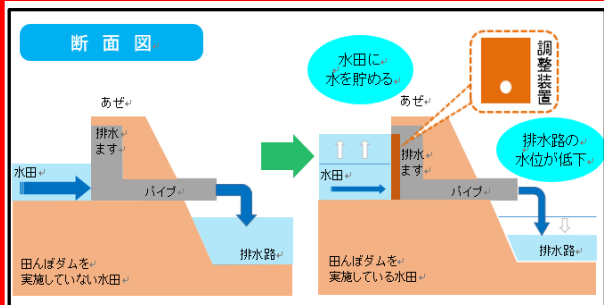 断面図
あぜ
排水
ます
水田
パイプ
排水路
田んぼダムを
実施していない水田
水田に
水を貯める
あぜ
調整装置
排水路の
水位が低下
排水
ます
水田
パイプ
排水路
田んぼダムを
実施している水田